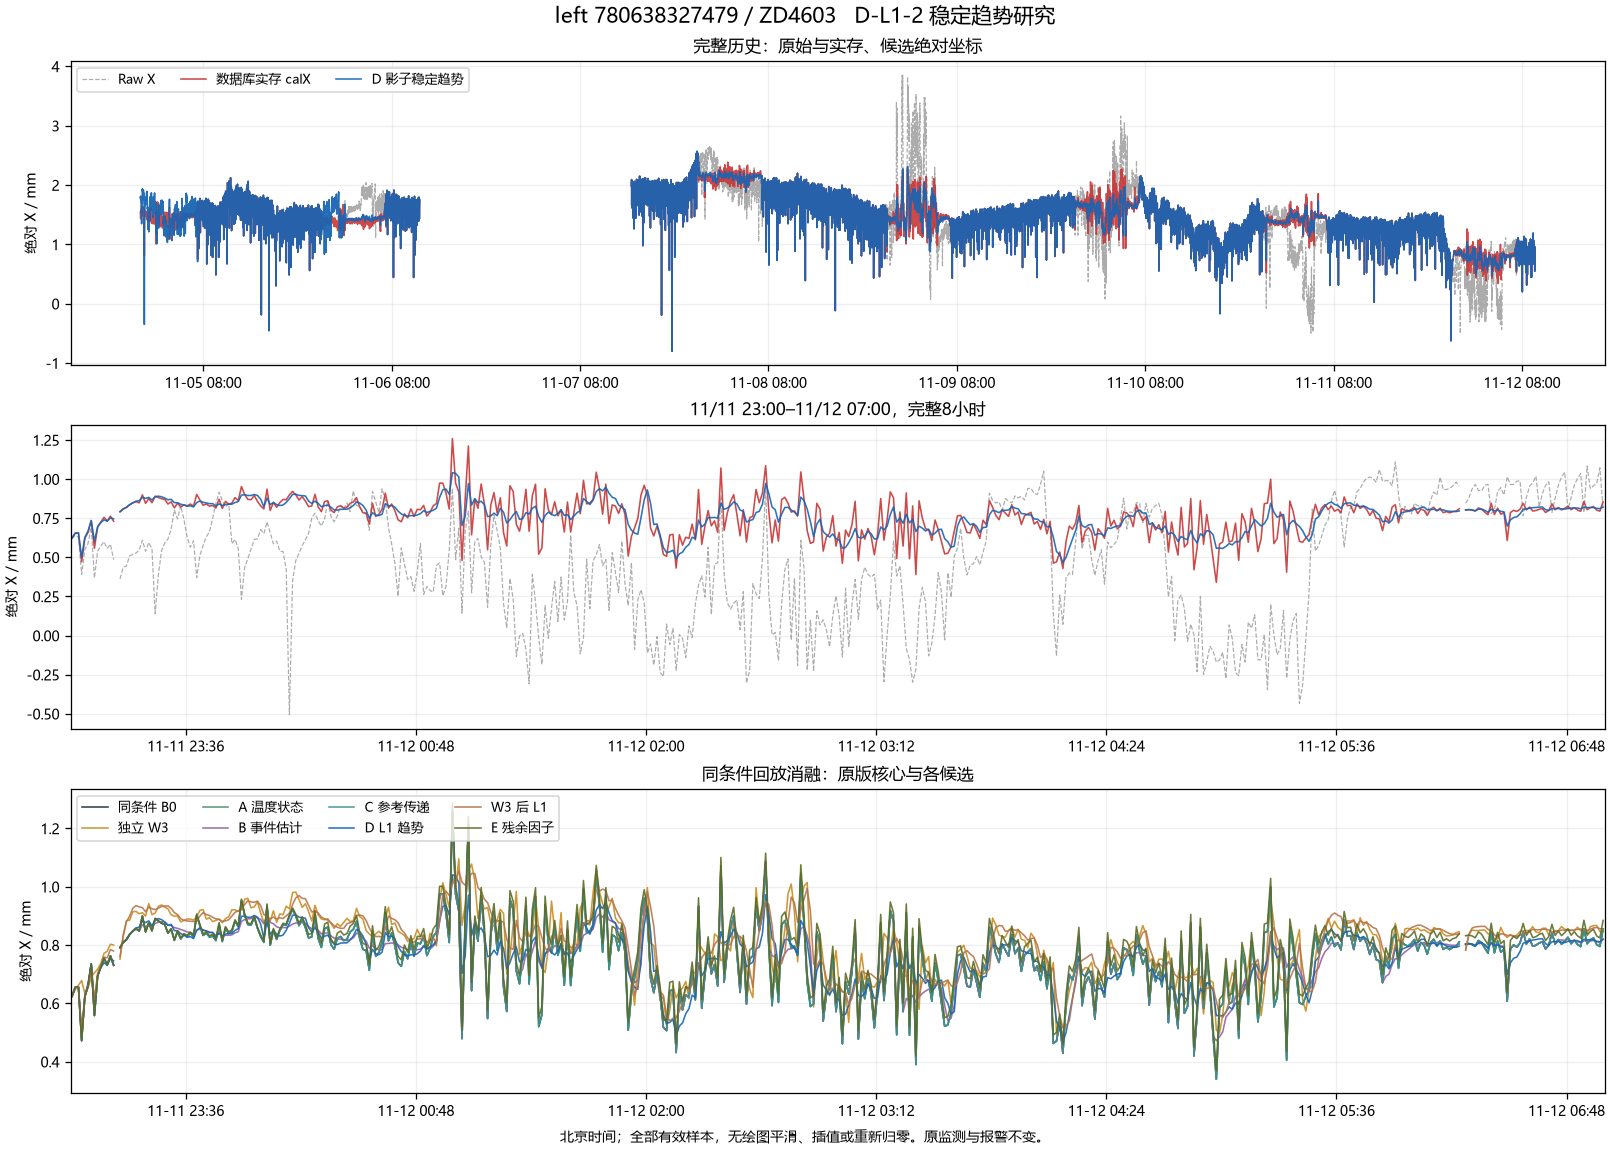 left 780638327479 / ZD4603   D-L1-2 稳定趋势研究
完整历史：原始与实存、候选绝对坐标
Raw X
数据库实存 calX
D 影子稳定趋势
绝对 X / mm
4
3
2
1
0
-1
11-05 08:00
11-06 08:00
11-07 08:00
11-08 08:00
11-09 08:00
11-10 08:00
11-11 08:00
11-12 08:00
11/11 23:00–11/12 07:00，完整8小时
绝对 X / mm
1.25
1.00
0.75
0.50
0.25
0.00
-0.25
-0.50
11-11 23:36
11-12 00:48
11-12 02:00
11-12 03:12
11-12 04:24
11-12 05:36
11-12 06:48
同条件回放消融：原版核心与各候选
同条件 B0
A 温度状态
C 参考传递
W3 后 L1
独立 W3
B 事件估计
D L1 趋势
E 残余因子
绝对 X / mm
1.2
1.0
0.8
0.6
0.4
11-11 23:36
11-12 00:48
11-12 02:00
11-12 03:12
11-12 04:24
11-12 05:36
11-12 06:48
北京时间；全部有效样本，无绘图平滑、插值或重新归零。原监测与报警不变。